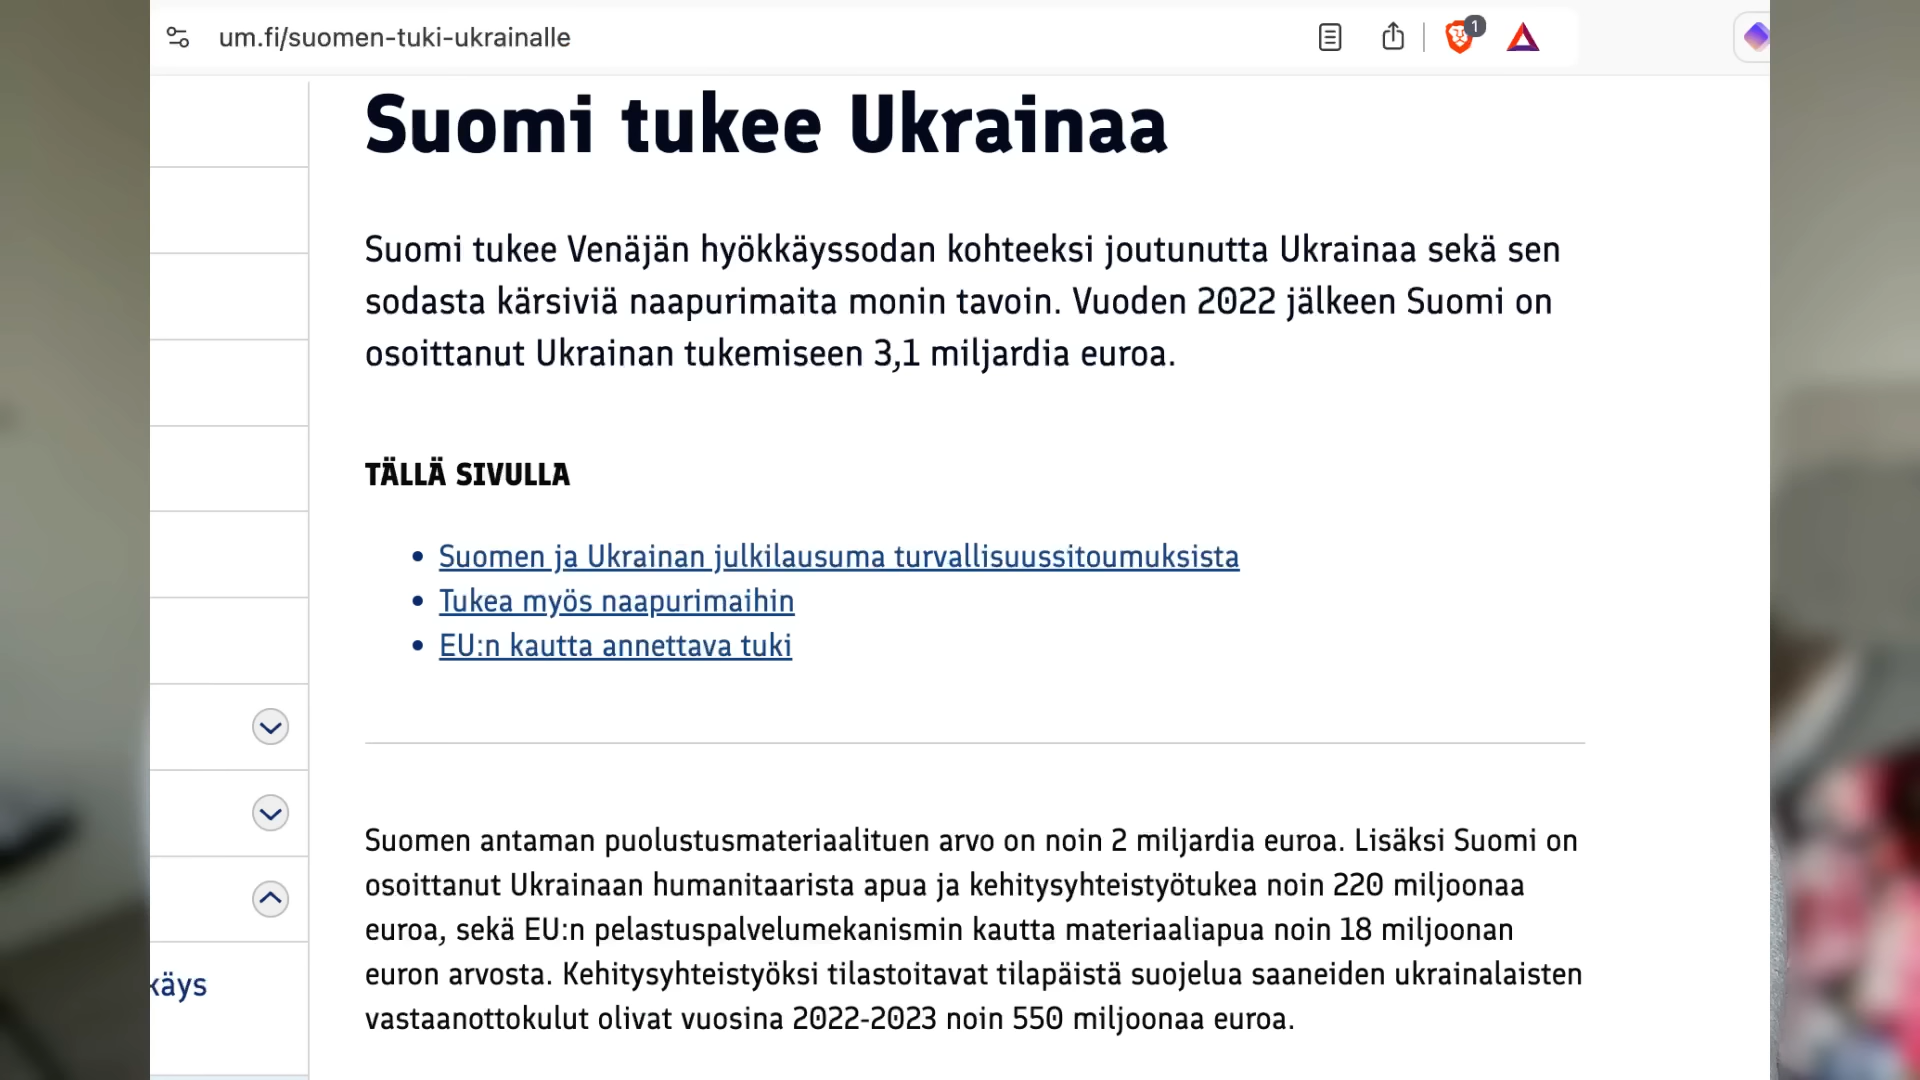 um.fi/suomen-tuki-ukrainalle
1
Suomi tukee Ukrainaa
Suomi tukee Venäjän hyökkäyssodan kohteeksi joutunutta Ukrainaa sekä sen
sodasta kärsiviä naapurimaita monin tavoin. Vuoden 2022 jälkeen Suomi on
osoittanut Ukrainan tukemiseen 3,1 miljardia euroa.
TÄLLÄ SIVULLA
• Suomen ja Ukrainan julkilausuma turvallisuussitoumuksista
• Tukea myös naapurimaihin
• EU:n kautta annettava tuki
Suomen antaman puolustusmateriaalituen arvo on noin 2 miljardia euroa. Lisäksi Suomi on
osoittanut Ukrainaan humanitaarista apua ja kehitysyhteistyötukea noin 220 miljoonaa
euroa, sekä EU:n pelastuspalvelumekanismin kautta materiaaliapua noin 18 miljoonan
euron arvosta. Kehitysyhteistyöksi tilastoitavat tilapäistä suojelua saaneiden ukrainalaisten
vastaanottokulut olivat vuosina 2022-2023 noin 550 miljoonaa euroa.
käys